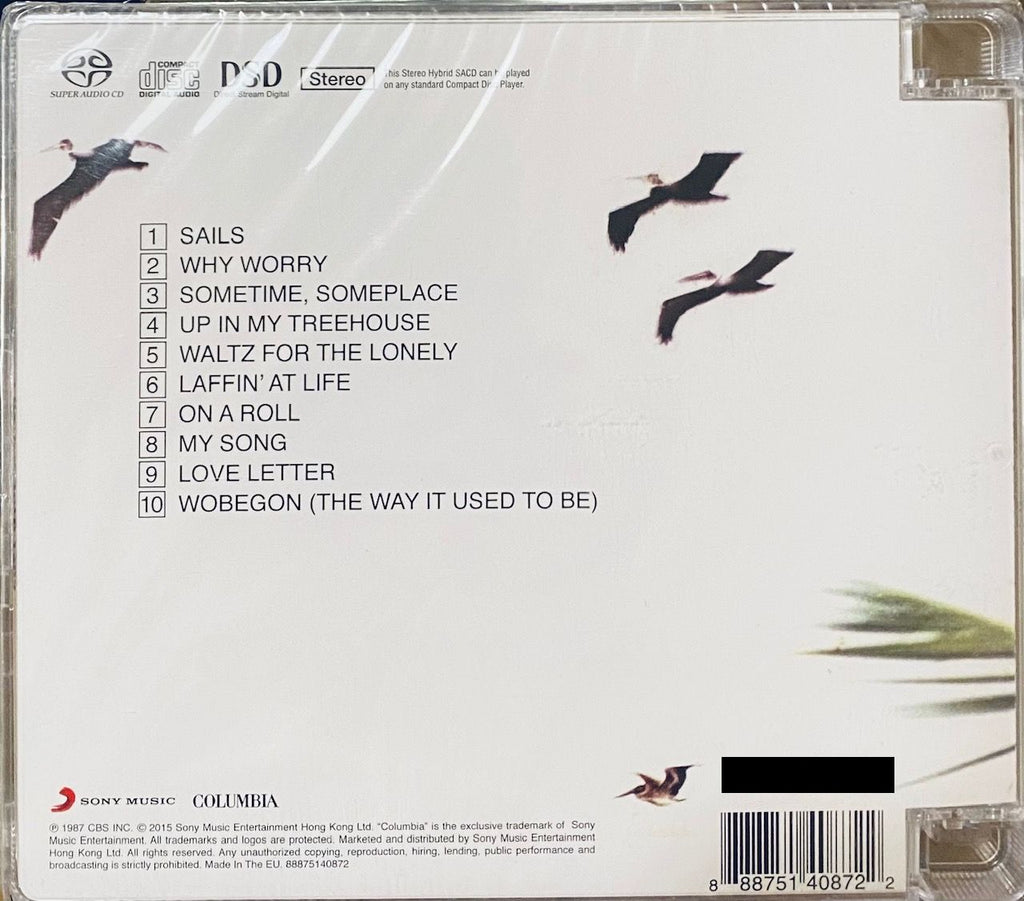 SUPER AUDIO CD
COMPACT disc DIGITAL AUDIO
DSD Direct Stream Digital
Stereo
This Stereo Hybrid SACD can be played
on any standard Compact Disc Player.
1 SAILS
2 WHY WORRY
3 SOMETIME, SOMEPLACE
4 UP IN MY TREEHOUSE
5 WALTZ FOR THE LONELY
6 LAFFIN' AT LIFE
7 ON A ROLL
8 MY SONG
9 LOVE LETTER
10 WOBEGON (THE WAY IT USED TO BE)
SONY MUSIC COLUMBIA
℗ 1987 CBS INC. © 2015 Sony Music Entertainment Hong Kong Ltd. "Columbia" is the exclusive trademark of Sony
Music Entertainment. All trademarks and logos are protected. Marketed and distributed by Sony Music Entertainment
Hong Kong Ltd. All rights reserved. Any unauthorized copying, reproduction, hiring, lending, public performance and
broadcasting is strictly prohibited. Made In The EU. 88875140872
8 88751 40872 2